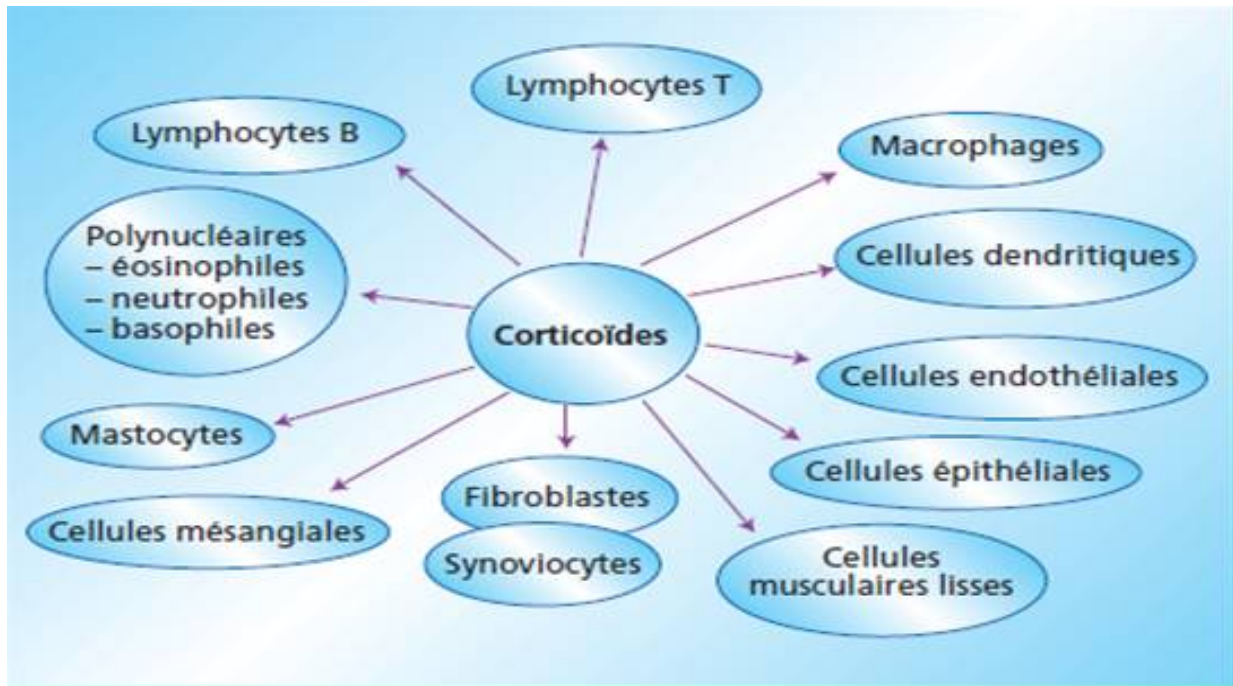 Lymphocytes T
Lymphocytes B
Macrophages
Polynucléaires
– éosinophiles
– neutrophiles
– basophiles
Cellules dendritiques
Corticoïdes
Cellules endothéliales
Mastocytes
Cellules épithéliales
Fibroblastes
Cellules mésangiales
Synoviocytes
Cellules
musculaires lisses